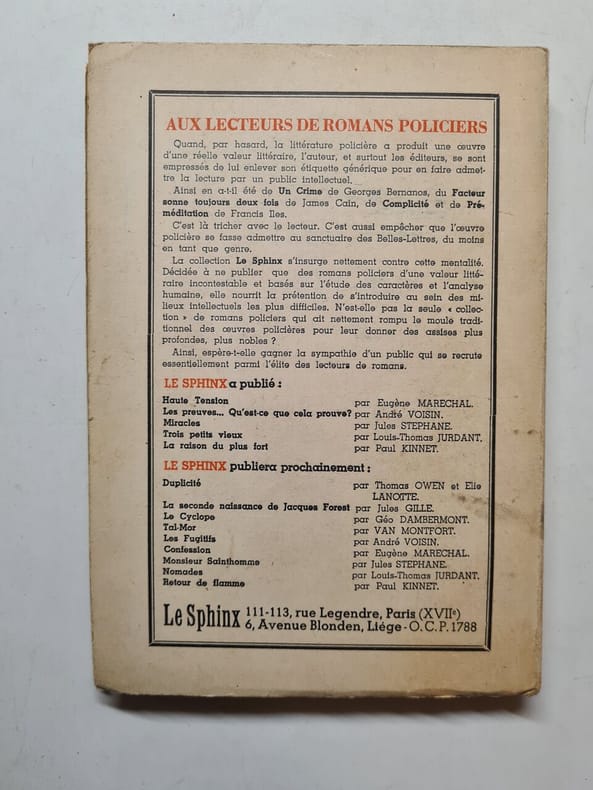 AUX LECTEURS DE ROMANS POLICIERS
Quand, par hasard, la littérature policière a produit une œuvre
d'une réelle valeur littéraire, l'auteur, et surtout les éditeurs, se sont
empressés de lui enlever son étiquette générique pour en faire admet-
tre la lecture par un public intellectuel.
Ainsi en a-t-il été de Un Crime de Georges Bernanos, du Facteur
sonne toujours deux fois de James Cain, de Complicité et de Pré-
méditation de Francis Iles.
C'est là tricher avec le lecteur. C'est aussi empêcher que l'œuvre
policière se fasse admettre au sanctuaire des Belles-Lettres, du moins
en tant que genre.
La collection Le Sphinx s'insurge nettement contre cette mentalité.
Décidée à ne publier que des romans policiers d'une valeur litté-
raire incontestable et basés sur l'étude des caractères et l'analyse
humaine, elle nourrit la prétention de s'introduire au sein des mi-
lieux intellectuels les plus difficiles. N'est-elle pas la seule « collec-
tion » de romans policiers qui ait nettement rompu le moule tradi-
tionnel des œuvres policières pour leur donner des assises plus
profondes, plus nobles ?
Ainsi, espère-t-elle gagner la sympathie d'un public qui se recrute
essentiellement parmi l'élite des lecteurs de romans.
LE SPHINX a publié :
Haute Tension par Eugène MARECHAL.
Les preuves... Qu'est-ce que cela prouve? par André VOISIN.
Miracles par Jules STEPHANE.
Trois petits vieux par Louis-Thomas JURDANT.
La raison du plus fort par Paul KINNET.
LE SPHINX publiera prochainement :
Duplicité par Thomas OWEN et Elie
LANOTTE.
La seconde naissance de Jacques Forest par Jules GILLE.
Le Cyclope par Géo DAMBERMONT.
Tal-Mor par VAN MONTFORT.
Les Fugitifs par André VOISIN.
Confession par Eugène MARECHAL.
Monsieur Sainthomme par Jules STEPHANE.
Nomades par Louis-Thomas JURDANT.
Retour de flamme par Paul KINNET.
Le Sphinx 111-113, rue Legendre, Paris (XVIIe)
6, Avenue Blonden, Liége - O.C.P. 1788